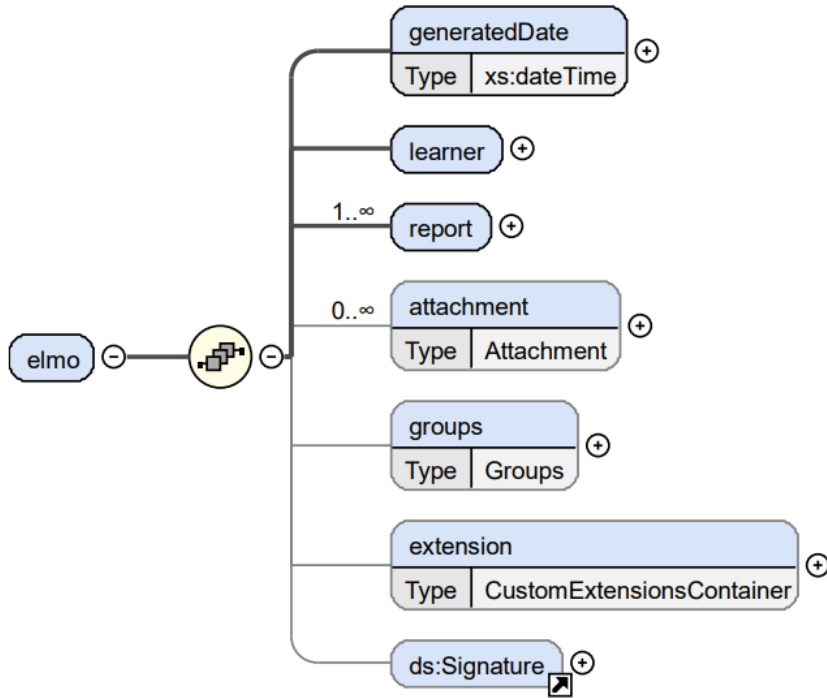 generatedDate
Type xs:dateTime
learner
1..∞
report
0..∞
attachment
Type Attachment
elmo
groups
Type Groups
extension
Type CustomExtensionsContainer
ds:Signature